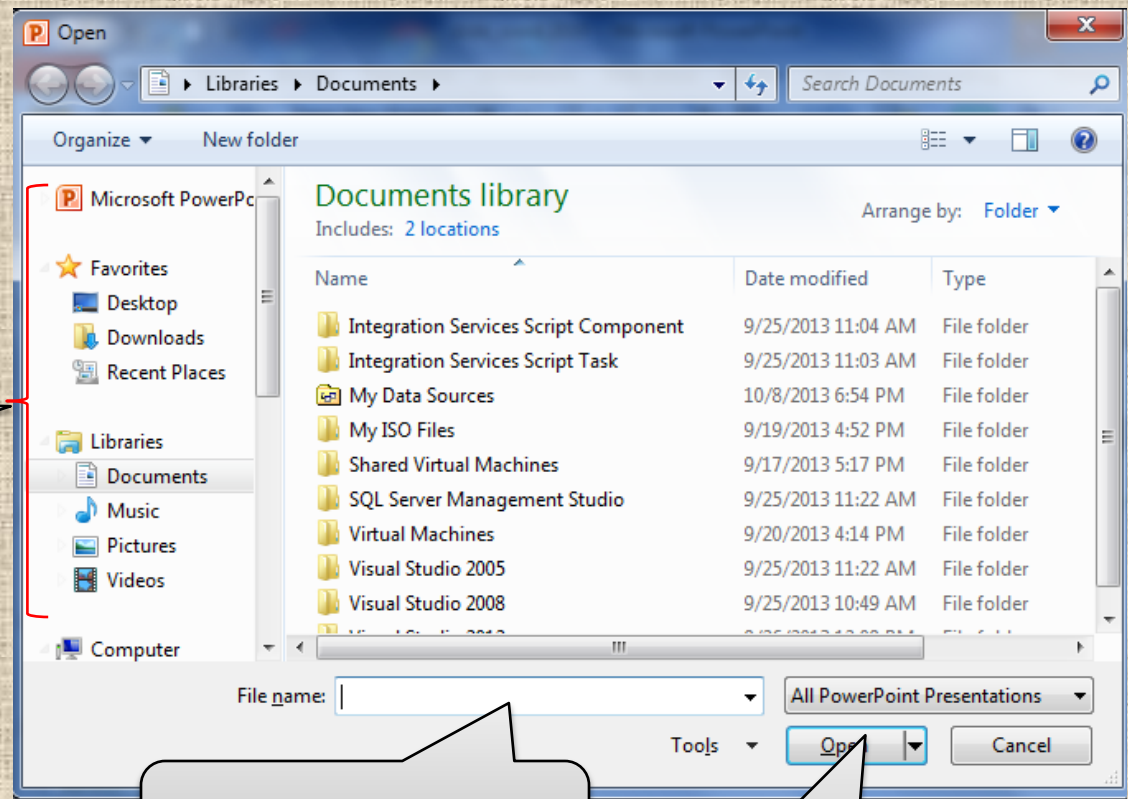 Open
Libraries Documents
Search Documents
Organize New folder
Microsoft PowerPc
Favorites
Desktop
Downloads
Recent Places
Libraries
Documents
Music
Pictures
Videos
Computer
Documents library
Includes: 2 locations
Arrange by: Folder
Name Date modified Type
Integration Services Script Component 9/25/2013 11:04 AM File folder
Integration Services Script Task 9/25/2013 11:03 AM File folder
My Data Sources 10/8/2013 6:54 PM File folder
My ISO Files 9/19/2013 4:52 PM File folder
Shared Virtual Machines 9/17/2013 5:17 PM File folder
SQL Server Management Studio 9/25/2013 11:22 AM File folder
Virtual Machines 9/20/2013 4:14 PM File folder
Visual Studio 2005 9/25/2013 11:22 AM File folder
Visual Studio 2008 9/25/2013 10:49 AM File folder
File name: All PowerPoint Presentations
Tools Open Cancel